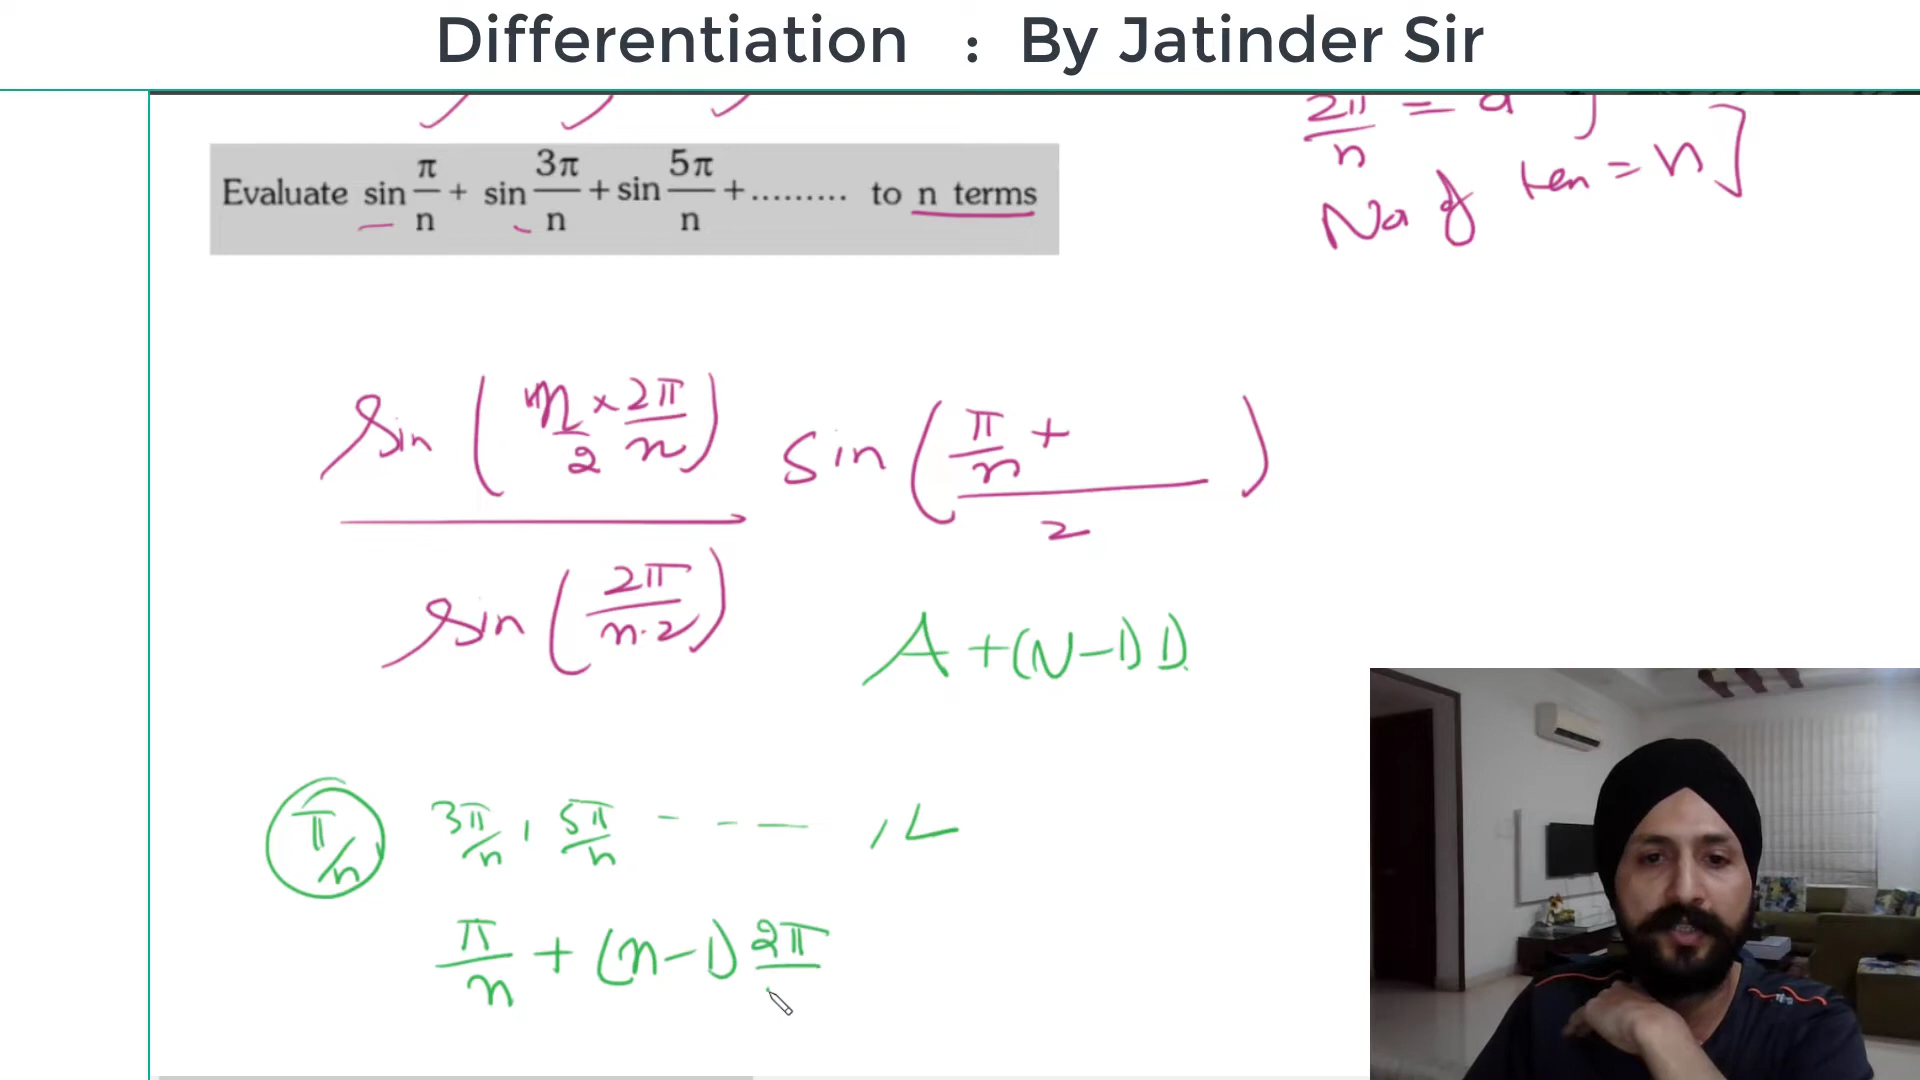 Differentiation : By Jatinder Sir
2π/n = d
No of ter = n ]
Evaluate sin π/n + sin 3π/n + sin 5π/n + ......... to n terms
sin ( n/2 × 2π/n ) sin ( π/n + / 2 )
sin ( 2π/n·2 )
A + (N-1) D
π/n 3π/n , 5π/n - - - , L
π/n + (n-1) 2π